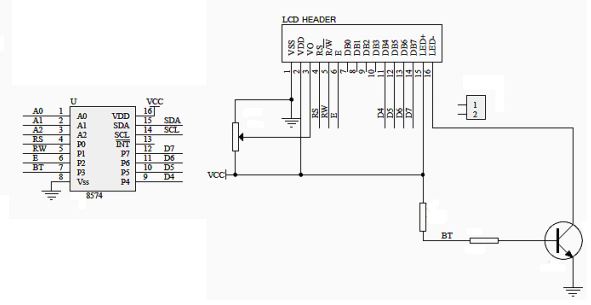 LCD HEADER
VSS VDD VO RS R/W E DB0 DB1 DB2 DB3 DB4 DB5 DB6 DB7 LED+ LED-
1 2 3 4 5 6 7 8 9 10 11 12 13 14 15 16
RS RW E D4 D5 D6 D7
1
2
U VCC
A0 1 A0 VDD 16
A1 2 A1 SDA 15 SDA
A2 3 A2 SCL 14 SCL
RS 4 P0 INT 13
RW 5 P1 P7 12 D7
E 6 P2 P6 11 D6
BT 7 P3 P5 10 D5
8 Vss P4 9 D4
8574
VCC
BT